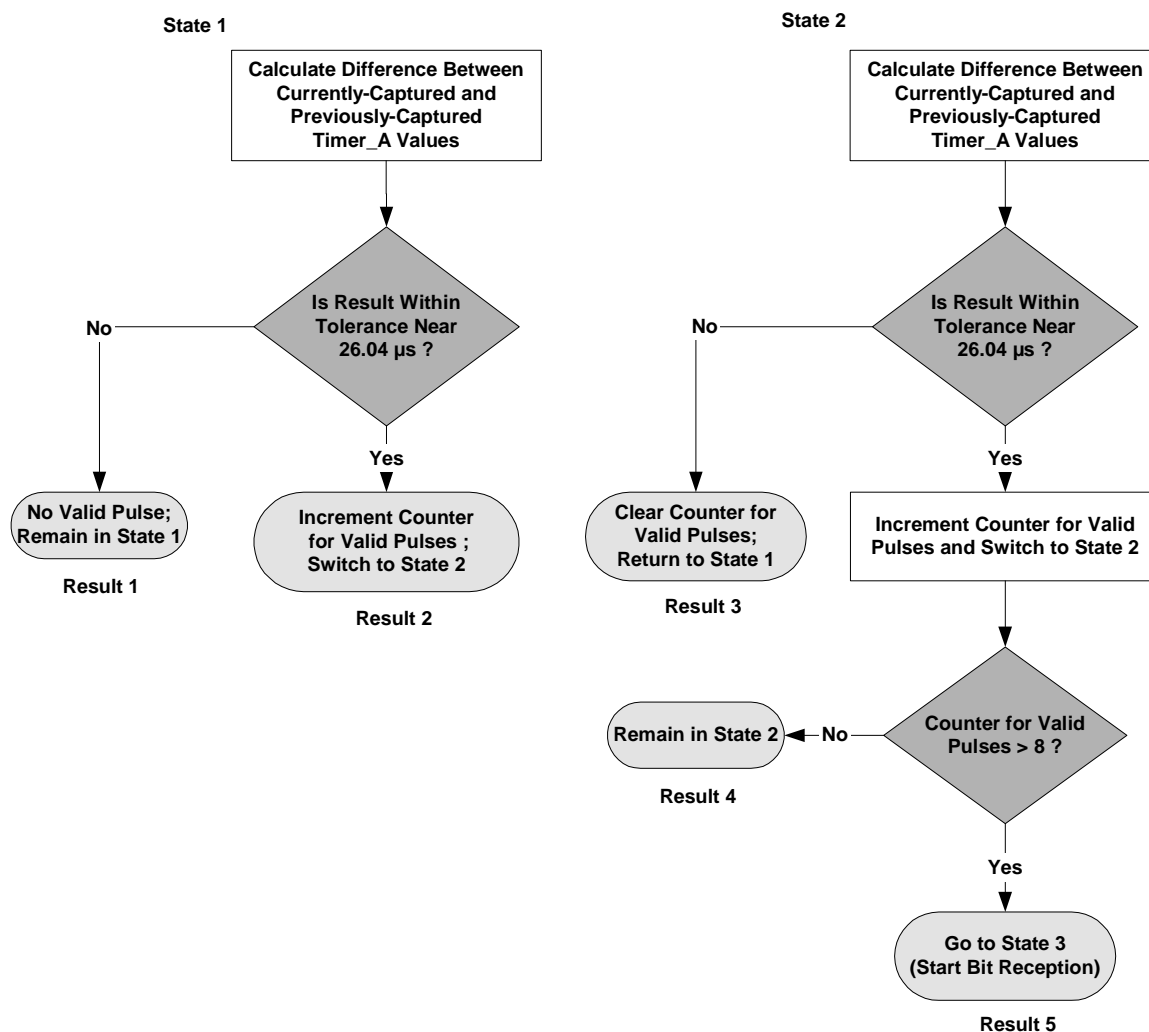 State 1
Calculate Difference Between
Currently-Captured and
Previously-Captured
Timer_A Values
Is Result Within
Tolerance Near
26.04 µs ?
No
Yes
No Valid Pulse;
Remain in State 1
Result 1
Increment Counter
for Valid Pulses ;
Switch to State 2
Result 2
State 2
Calculate Difference Between
Currently-Captured and
Previously-Captured
Timer_A Values
Is Result Within
Tolerance Near
26.04 µs ?
No
Yes
Clear Counter for
Valid Pulses;
Return to State 1
Result 3
Increment Counter for Valid
Pulses and Switch to State 2
Counter for Valid
Pulses > 8 ?
No
Remain in State 2
Result 4
Yes
Go to State 3
(Start Bit Reception)
Result 5